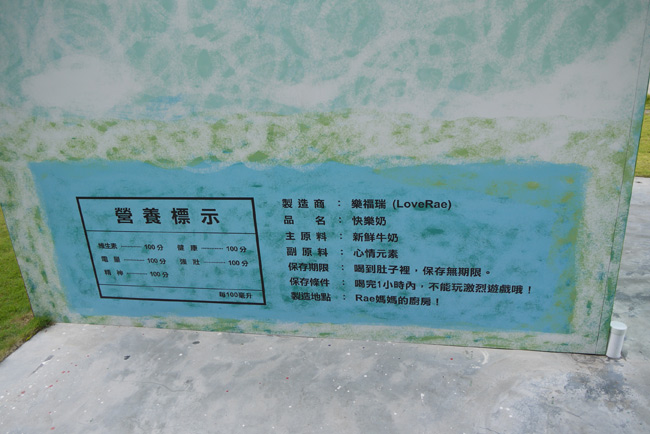 營養標示
維生素 ──── 100分 健康 ──── 100分
電量 ──── 100分 強壯 ──── 100分
精神 ──── 100分
每100毫升
製造商 : 樂福瑞 (LoveRae)
品名 : 快樂奶
主原料 : 新鮮牛奶
副原料 : 心情元素
保存期限 : 喝到肚子裡，保存無期限。
保存條件 : 喝完1小時內，不能玩激烈遊戲哦！
製造地點 : Rae媽媽的廚房！